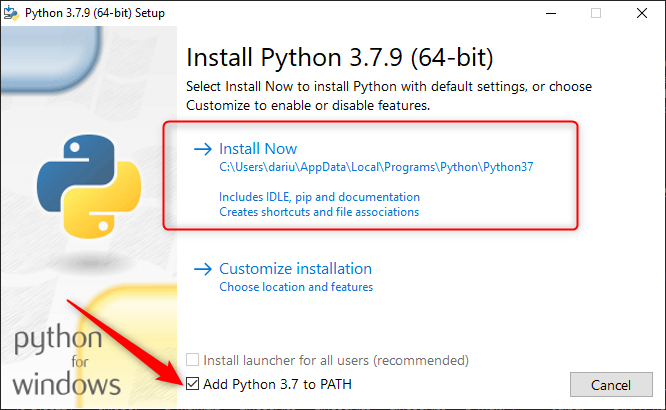 Python 3.7.9 (64-bit) Setup
Install Python 3.7.9 (64-bit)
Select Install Now to install Python with default settings, or choose
Customize to enable or disable features.
Install Now
C:\Users\dariu\AppData\Local\Programs\Python\Python37
Includes IDLE, pip and documentation
Creates shortcuts and file associations
Customize installation
Choose location and features
python
for
windows
Install launcher for all users (recommended)
Add Python 3.7 to PATH
Cancel